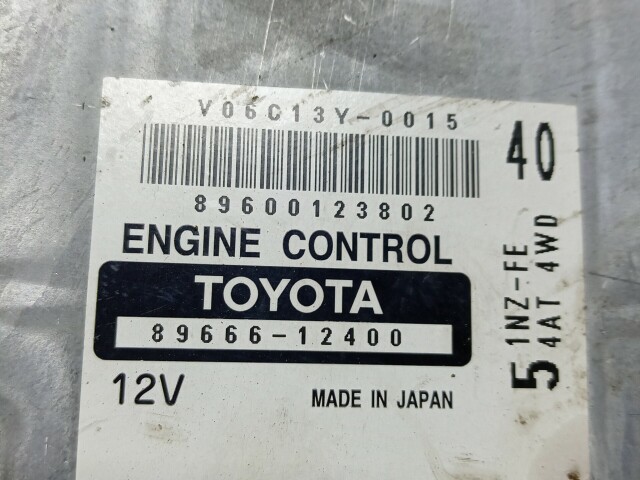 V06C13Y-0015
89600123802
ENGINE CONTROL
TOYOTA
89666-12400
12V
MADE IN JAPAN
40
1NZ-FE
5 4AT 4WD